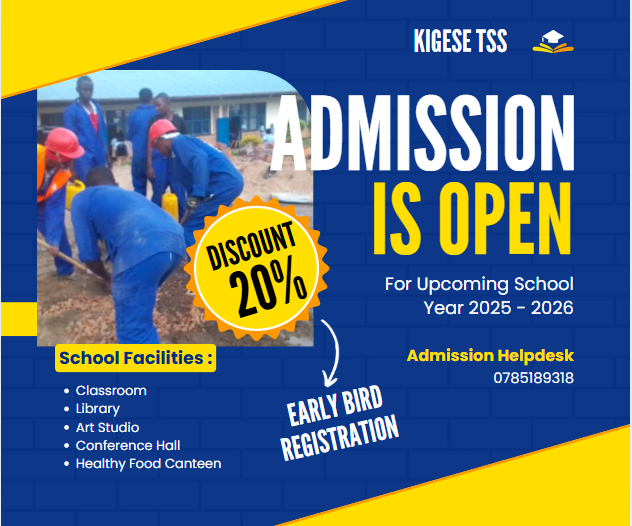 KIGESE TSS
ADMISSION
IS OPEN
DISCOUNT
20%
For Upcoming School
Year 2025 - 2026
School Facilities :
Classroom
Library
Art Studio
Conference Hall
Healthy Food Canteen
Admission Helpdesk
0785189318
EARLY BIRD
REGISTRATION